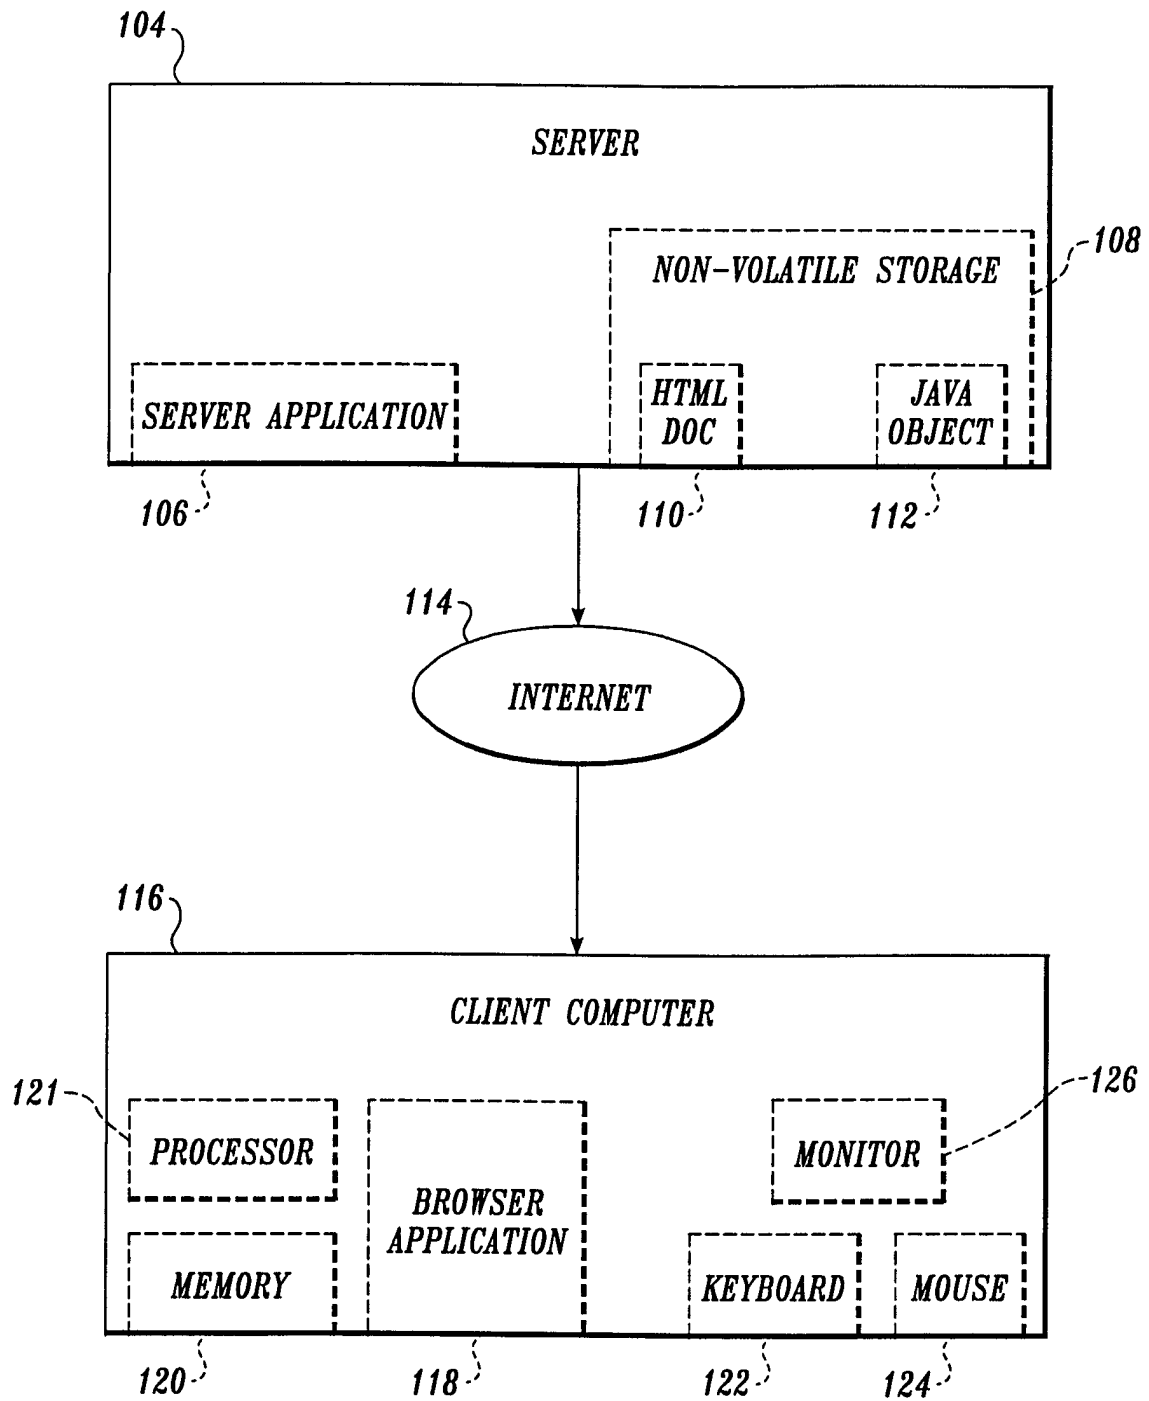 104
SERVER
108
NON-VOLATILE STORAGE
SERVER APPLICATION
HTML
DOC
JAVA
OBJECT
106
110
112
114
INTERNET
116
CLIENT COMPUTER
121
126
PROCESSOR
MONITOR
BROWSER
APPLICATION
MEMORY
KEYBOARD
MOUSE
120
118
122
124